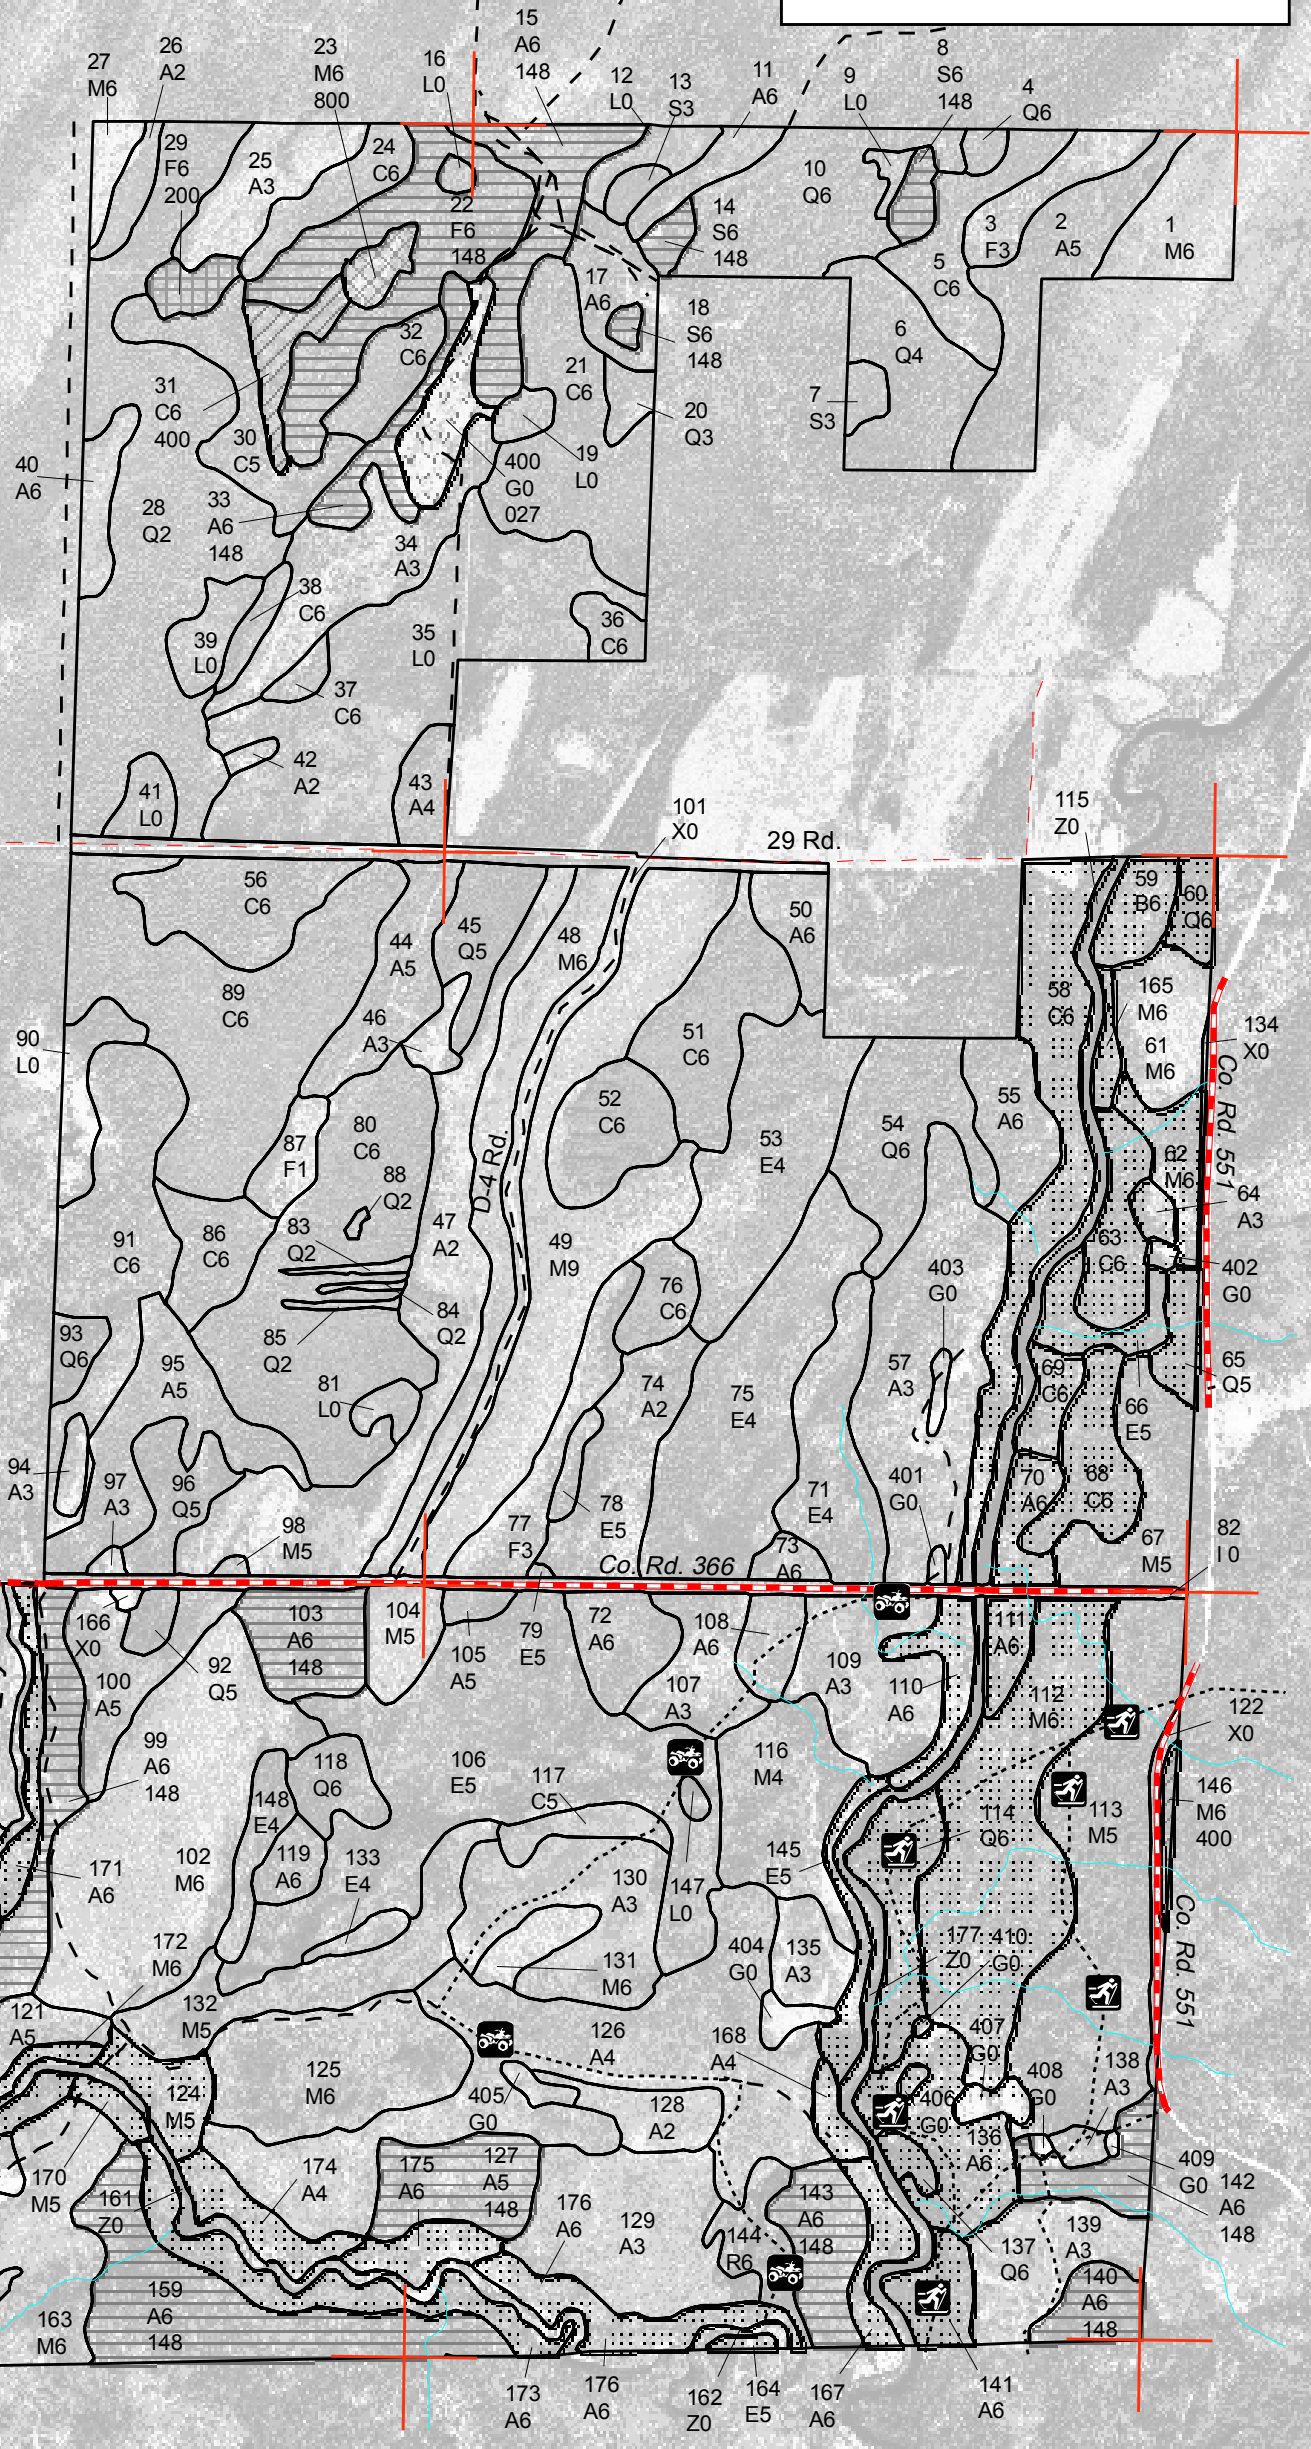 15
A6
148
27
M6
26
A2
23
M6
800
16
L0
12
L0
13
S3
11
A6
9
L0
8
S6
148
4
Q6
29
F6
200
25
A3
24
C6
10
Q6
22
F6
148
14
S6
148
3
F3
2
A5
1
M6
17
A6
5
C6
18
S6
148
6
Q4
32
C6
21
C6
31
C6
400
7
S3
20
Q3
30
C5
19
L0
400
G0
027
40
A6
28
Q2
33
A6
148
34
A3
38
C6
39
L0
35
L0
36
C6
37
C6
42
A2
41
L0
43
A4
101
X0
29 Rd.
115
Z0
56
C6
59
B6
60
Q6
50
A6
44
A5
45
Q5
48
M6
89
C6
58
C6
165
M6
46
A3
51
C6
61
M6
134
X0
90
L0
Co. Rd. 551
52
C6
55
A6
80
C6
54
Q6
87
F1
53
E4
62
M6
88
Q2
D-4 Rd.
64
A3
91
C6
86
C6
83
Q2
47
A2
49
M9
63
C6
403
G0
402
G0
76
C6
84
Q2
93
Q6
85
Q2
95
A5
57
A3
65
Q5
69
C6
81
L0
74
A2
75
E4
66
E5
94
A3
97
A3
96
Q5
401
G0
70
A6
68
C6
71
E4
78
E5
98
M5
77
F3
67
M5
82
I 0
73
A6
Co. Rd. 366
166
X0
103
A6
148
104
M5
105
A5
79
E5
72
A6
108
A6
111
A6
92
Q5
100
A5
109
A3
110
A6
107
A3
112
M6
122
X0
99
A6
148
118
Q6
106
E5
116
M4
117
C5
148
E4
146
M6
400
114
Q6
113
M5
119
A6
133
E4
102
M6
145
E5
130
A3
171
A6
147
L0
Co. Rd. 551
172
M6
404
G0
135
A3
177
Z0
410
G0
131
M6
121
A5
132
M5
126
A4
168
A4
407
G0
125
M6
408
G0
138
A3
124
M5
405
G0
128
A2
406
G0
136
A6
170
M5
174
A4
175
A6
127
A5
148
409
G0
142
A6
148
161
Z0
143
A6
148
176
A6
129
A3
144
R6
137
Q6
139
A3
159
A6
148
140
A6
148
163
M6
173
A6
176
A6
162
Z0
164
E5
167
A6
141
A6